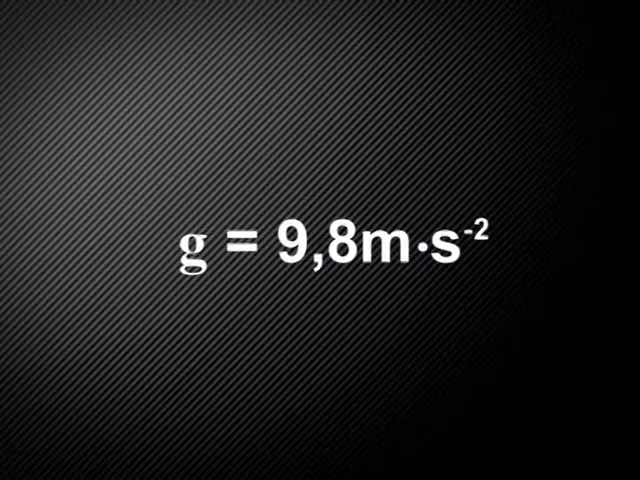 g = 9,8m·s⁻²